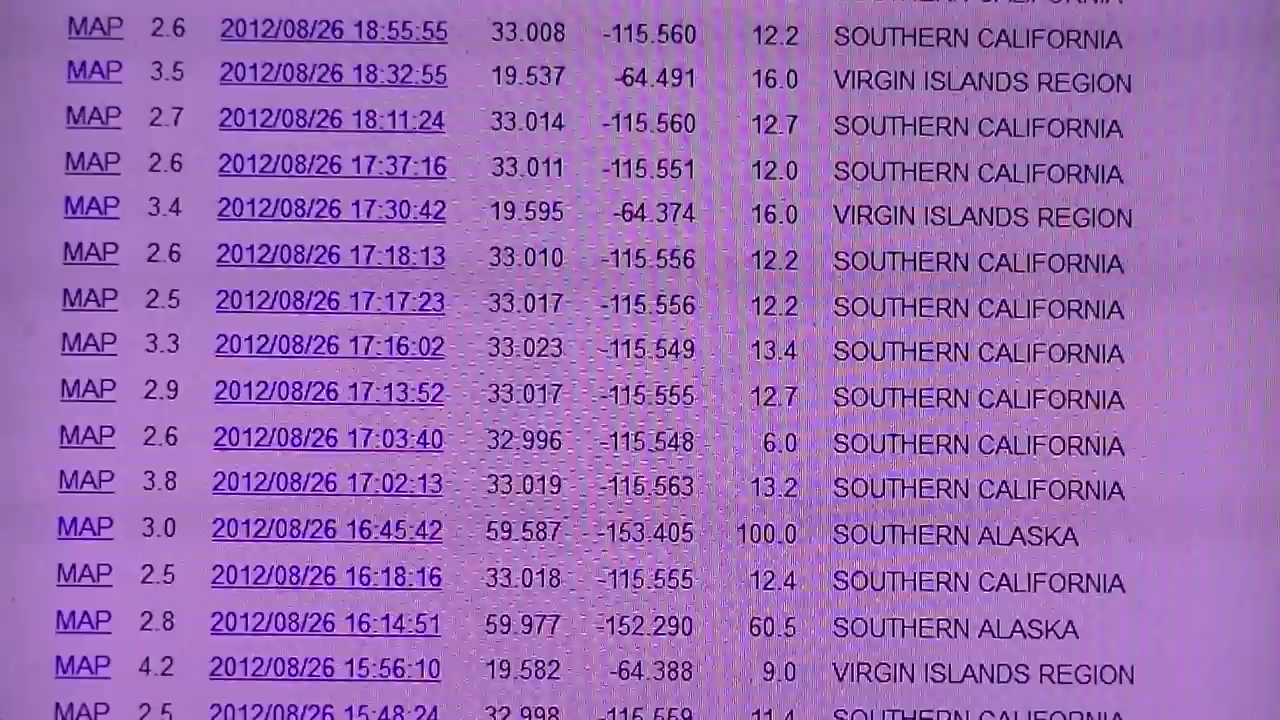 MAP 2.6 2012/08/26 18:55:55 33.008 -115.560 12.2 SOUTHERN CALIFORNIA
MAP 3.5 2012/08/26 18:32:55 19.537 -64.491 16.0 VIRGIN ISLANDS REGION
MAP 2.7 2012/08/26 18:11:24 33.014 -115.560 12.7 SOUTHERN CALIFORNIA
MAP 2.6 2012/08/26 17:37:16 33.011 -115.551 12.0 SOUTHERN CALIFORNIA
MAP 3.4 2012/08/26 17:30:42 19.595 -64.374 16.0 VIRGIN ISLANDS REGION
MAP 2.6 2012/08/26 17:18:13 33.010 -115.556 12.2 SOUTHERN CALIFORNIA
MAP 2.5 2012/08/26 17:17:23 33.017 -115.556 12.2 SOUTHERN CALIFORNIA
MAP 3.3 2012/08/26 17:16:02 33.023 -115.549 13.4 SOUTHERN CALIFORNIA
MAP 2.9 2012/08/26 17:13:52 33.017 -115.555 12.7 SOUTHERN CALIFORNIA
MAP 2.6 2012/08/26 17:03:40 32.996 -115.548 6.0 SOUTHERN CALIFORNIA
MAP 3.8 2012/08/26 17:02:13 33.019 -115.563 13.2 SOUTHERN CALIFORNIA
MAP 3.0 2012/08/26 16:45:42 59.587 -153.405 100.0 SOUTHERN ALASKA
MAP 2.5 2012/08/26 16:18:16 33.018 -115.555 12.4 SOUTHERN CALIFORNIA
MAP 2.8 2012/08/26 16:14:51 59.977 -152.290 60.5 SOUTHERN ALASKA
MAP 4.2 2012/08/26 15:56:10 19.582 -64.388 9.0 VIRGIN ISLANDS REGION
MAP 2.5 2012/08/26 15:48:24 32.998 -115.559 11.4 SOUTHERN CALIFORNIA